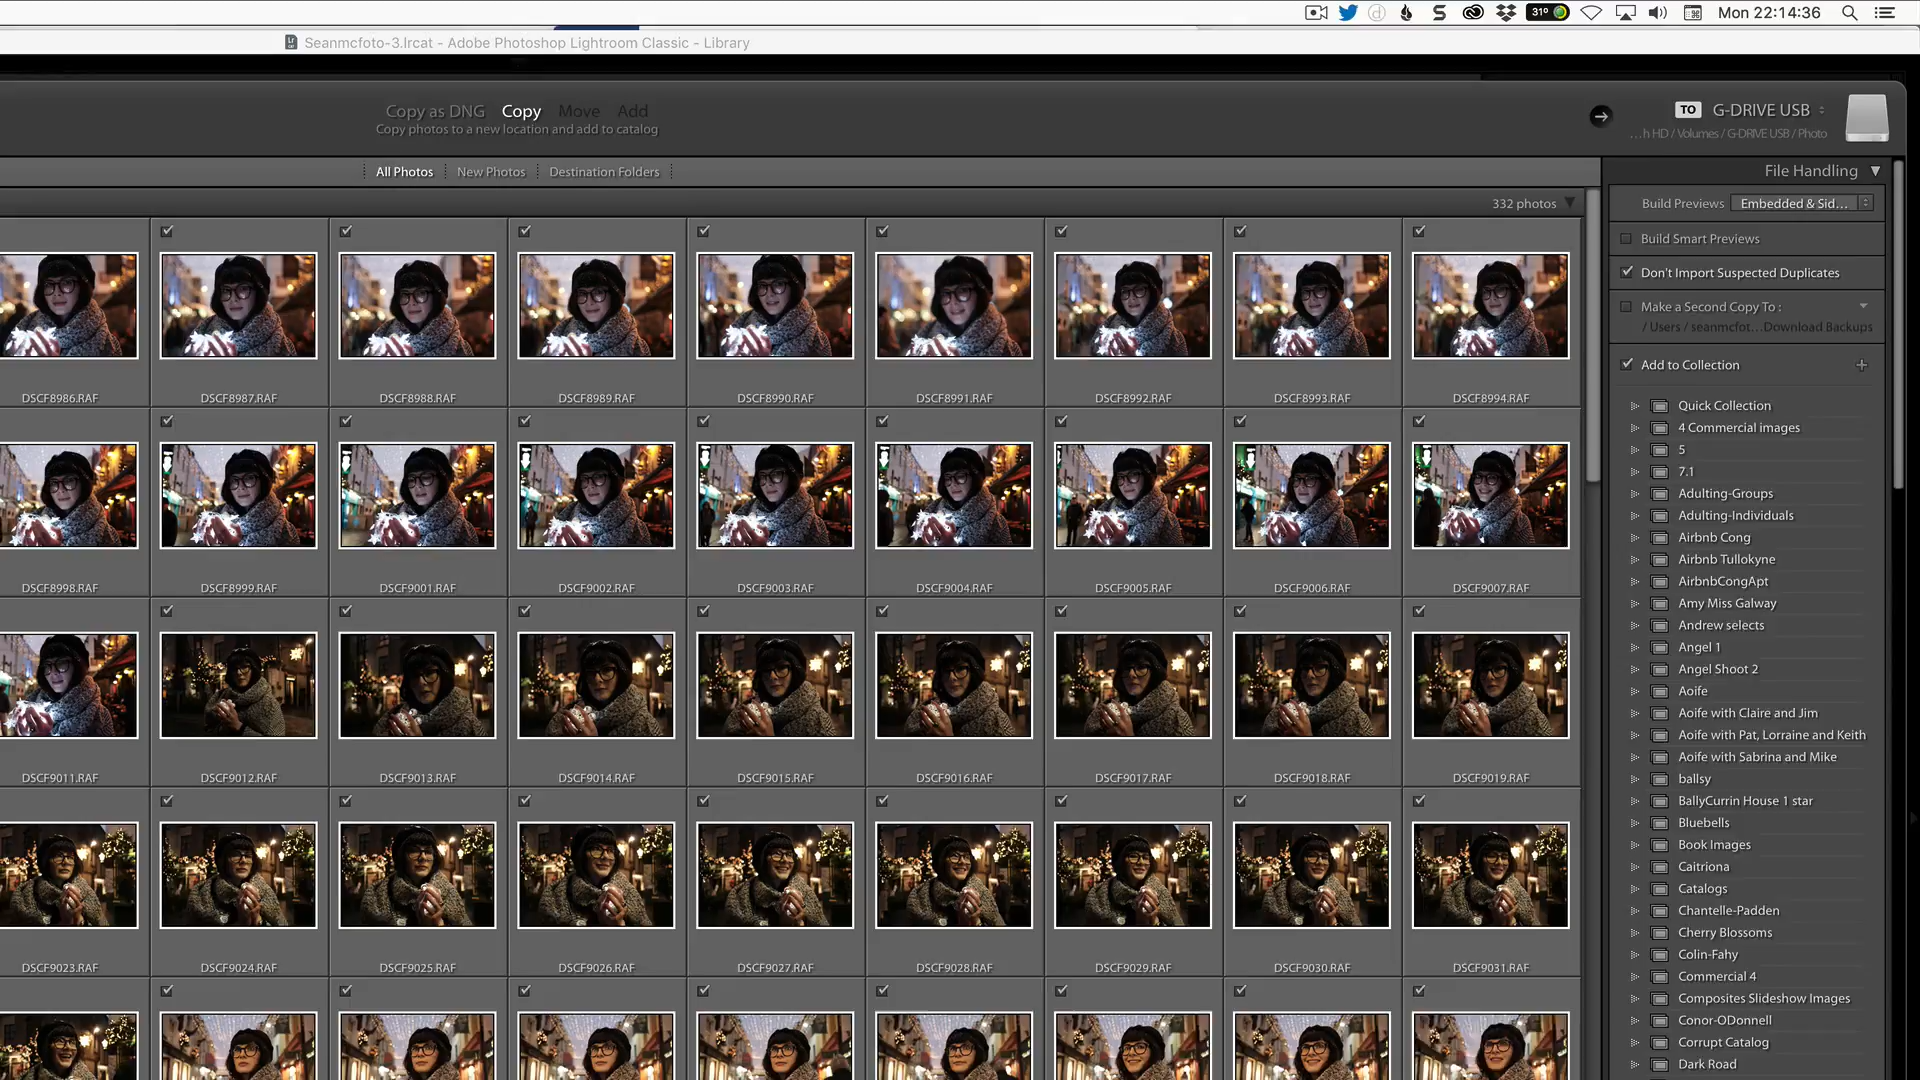 31° Mon 22:14:36
Seanmcfoto-3.lrcat - Adobe Photoshop Lightroom Classic - Library
Copy as DNG Copy Move Add
Copy photos to a new location and add to catalog
TO G-DRIVE USB
...h HD / Volumes / G-DRIVE USB / Photo
All Photos New Photos Destination Folders
File Handling
332 photos
Build Previews Embedded & Sid...
Build Smart Previews
Don't Import Suspected Duplicates
Make a Second Copy To :
/ Users / seanmcfot...Download Backups
Add to Collection
DSCF8986.RAF DSCF8987.RAF DSCF8988.RAF DSCF8989.RAF DSCF8990.RAF DSCF8991.RAF DSCF8992.RAF DSCF8993.RAF DSCF8994.RAF
DSCF8998.RAF DSCF8999.RAF DSCF9001.RAF DSCF9002.RAF DSCF9003.RAF DSCF9004.RAF DSCF9005.RAF DSCF9006.RAF DSCF9007.RAF
DSCF9011.RAF DSCF9012.RAF DSCF9013.RAF DSCF9014.RAF DSCF9015.RAF DSCF9016.RAF DSCF9017.RAF DSCF9018.RAF DSCF9019.RAF
DSCF9023.RAF DSCF9024.RAF DSCF9025.RAF DSCF9026.RAF DSCF9027.RAF DSCF9028.RAF DSCF9029.RAF DSCF9030.RAF DSCF9031.RAF
Quick Collection
4 Commercial images
5
7.1
Adulting-Groups
Adulting-Individuals
Airbnb Cong
Airbnb Tullokyne
AirbnbCongApt
Amy Miss Galway
Andrew selects
Angel 1
Angel Shoot 2
Aoife
Aoife with Claire and Jim
Aoife with Pat, Lorraine and Keith
Aoife with Sabrina and Mike
ballsy
BallyCurrin House 1 star
Bluebells
Book Images
Caitriona
Catalogs
Chantelle-Padden
Cherry Blossoms
Colin-Fahy
Commercial 4
Composites Slideshow Images
Conor-ODonnell
Corrupt Catalog
Dark Road